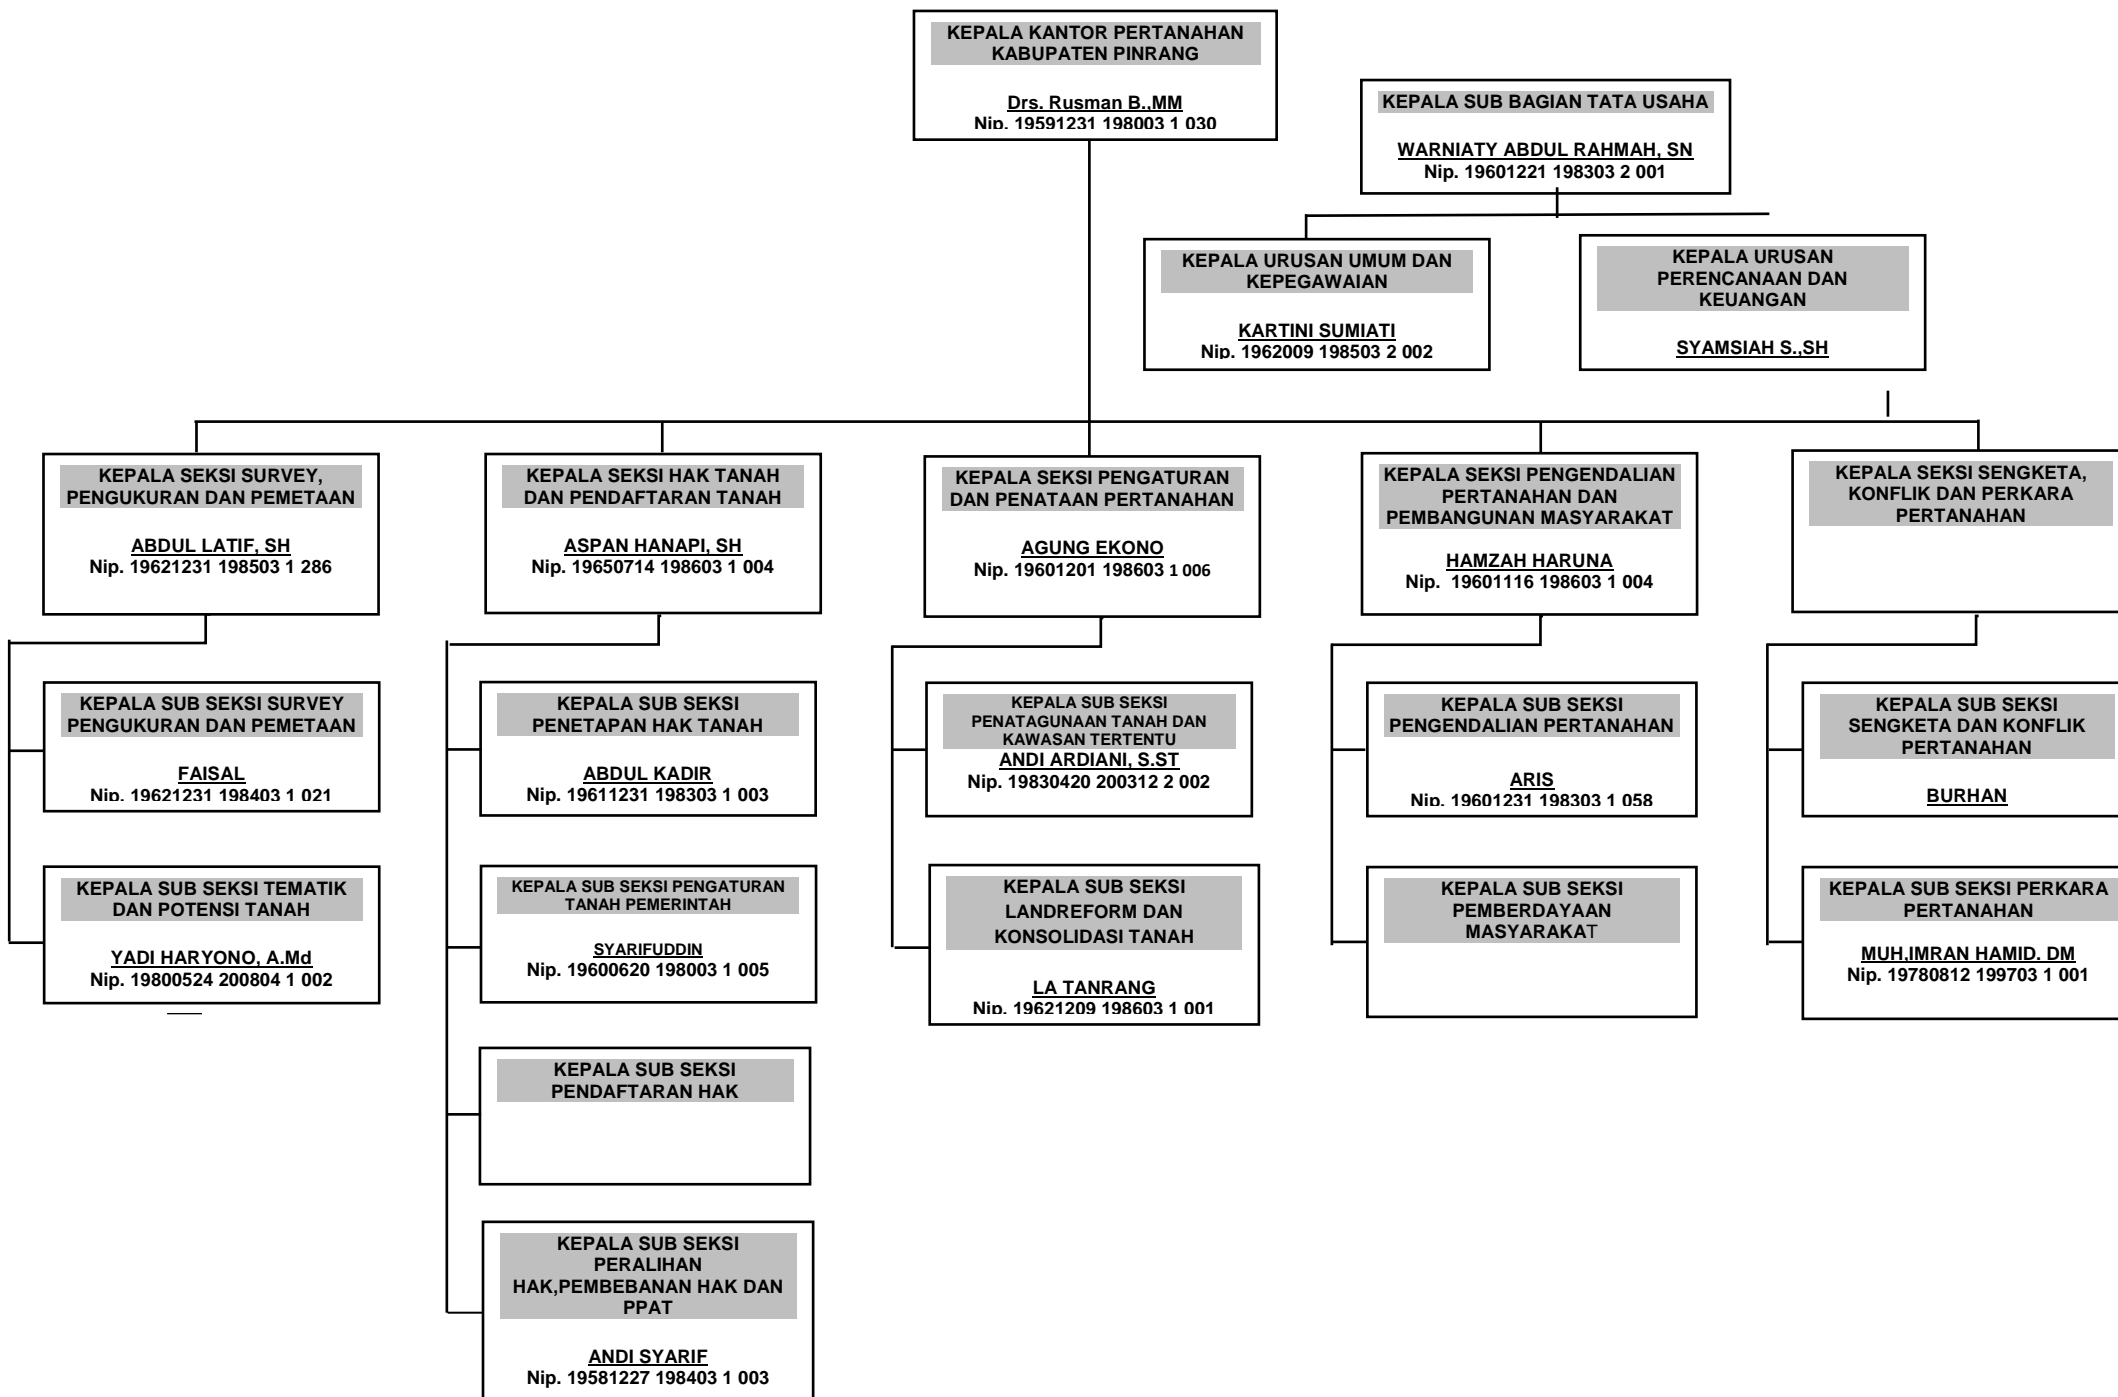 KEPALA KANTOR PERTANAHAN
KABUPATEN PINRANG
Drs. Rusman B.,MM
Nip. 19591231 198003 1 030
KEPALA SUB BAGIAN TATA USAHA
WARNIATY ABDUL RAHMAH, SN
Nip. 19601221 198303 2 001
KEPALA URUSAN UMUM DAN
KEPEGAWAIAN
KARTINI SUMIATI
Nip. 1962009 198503 2 002
KEPALA URUSAN
PERENCANAAN DAN
KEUANGAN
SYAMSIAH S.,SH
KEPALA SEKSI SURVEY,
PENGUKURAN DAN PEMETAAN
ABDUL LATIF, SH
Nip. 19621231 198503 1 286
KEPALA SEKSI HAK TANAH
DAN PENDAFTARAN TANAH
ASPAN HANAPI, SH
Nip. 19650714 198603 1 004
KEPALA SEKSI PENGATURAN
DAN PENATAAN PERTANAHAN
AGUNG EKONO
Nip. 19601201 198603 1 006
KEPALA SEKSI PENGENDALIAN
PERTANAHAN DAN
PEMBANGUNAN MASYARAKAT
HAMZAH HARUNA
Nip. 19601116 198603 1 004
KEPALA SEKSI SENGKETA,
KONFLIK DAN PERKARA
PERTANAHAN
KEPALA SUB SEKSI SURVEY
PENGUKURAN DAN PEMETAAN
FAISAL
Nip. 19621231 198403 1 021
KEPALA SUB SEKSI
PENETAPAN HAK TANAH
ABDUL KADIR
Nip. 19611231 198303 1 003
KEPALA SUB SEKSI
PENATAGUNAAN TANAH DAN
KAWASAN TERTENTU
ANDI ARDIANI, S.ST
Nip. 19830420 200312 2 002
KEPALA SUB SEKSI
PENGENDALIAN PERTANAHAN
ARIS
Nip. 19601231 198303 1 058
KEPALA SUB SEKSI
SENGKETA DAN KONFLIK
PERTANAHAN
BURHAN
KEPALA SUB SEKSI TEMATIK
DAN POTENSI TANAH
YADI HARYONO, A.Md
Nip. 19800524 200804 1 002
KEPALA SUB SEKSI PENGATURAN
TANAH PEMERINTAH
SYARIFUDDIN
Nip. 19600620 198003 1 005
KEPALA SUB SEKSI
LANDREFORM DAN
KONSOLIDASI TANAH
LA TANRANG
Nip. 19621209 198603 1 001
KEPALA SUB SEKSI
PEMBERDAYAAN
MASYARAKAT
KEPALA SUB SEKSI PERKARA
PERTANAHAN
MUH,IMRAN HAMID. DM
Nip. 19780812 199703 1 001
KEPALA SUB SEKSI
PENDAFTARAN HAK
KEPALA SUB SEKSI
PERALIHAN
HAK,PEMBEBANAN HAK DAN
PPAT
ANDI SYARIF
Nip. 19581227 198403 1 003